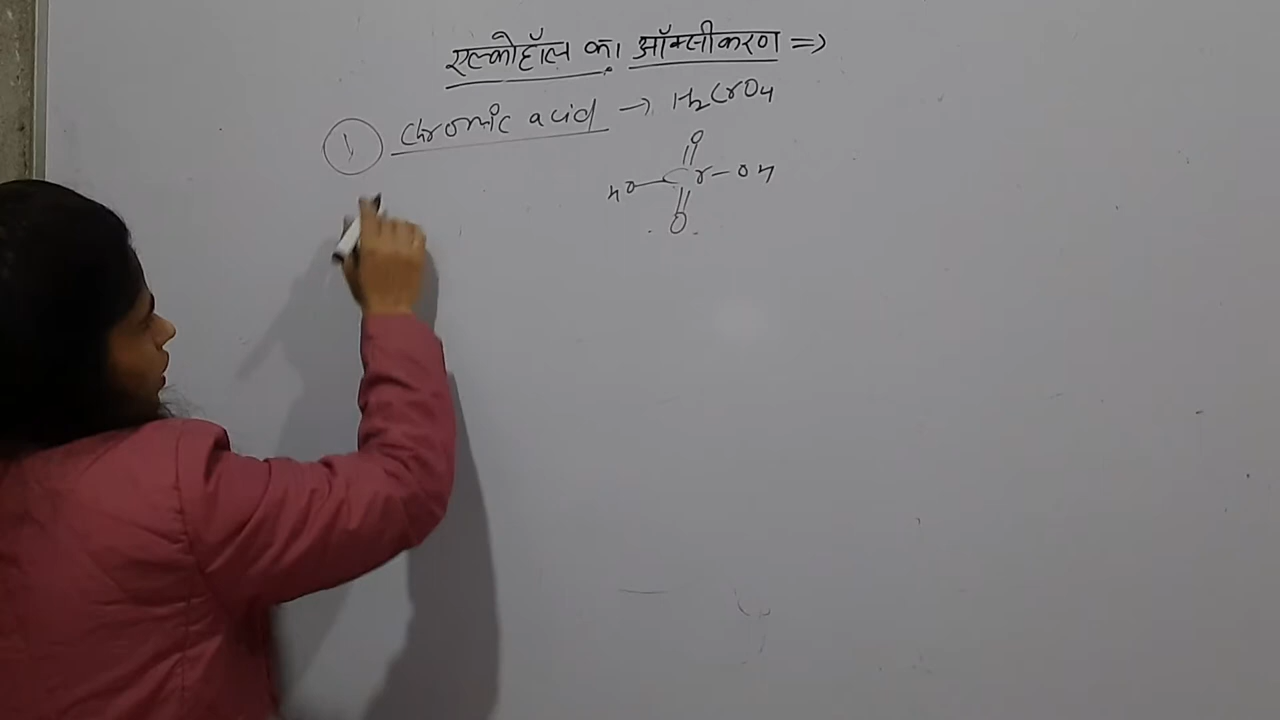 एल्कोहॉल का ऑक्सीकरण =>
1) Chromic acid → H2CrO4
O
HO-Cr-OH
O